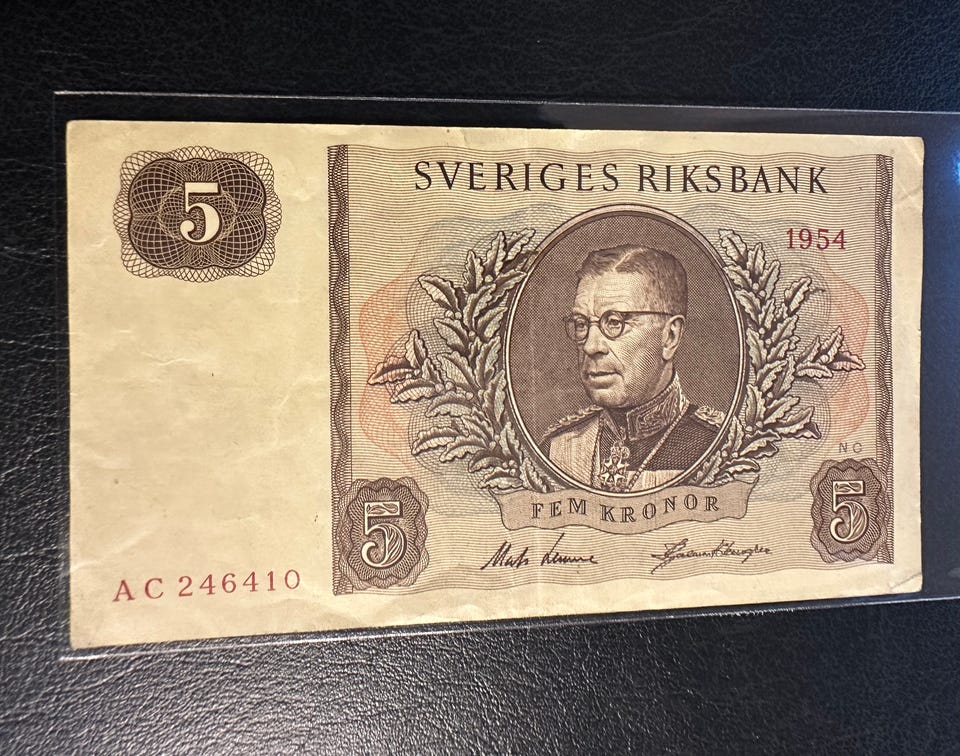 5
SVERIGES RIKSBANK
1954
NC
FEM KRONOR
5
5
AC 246410